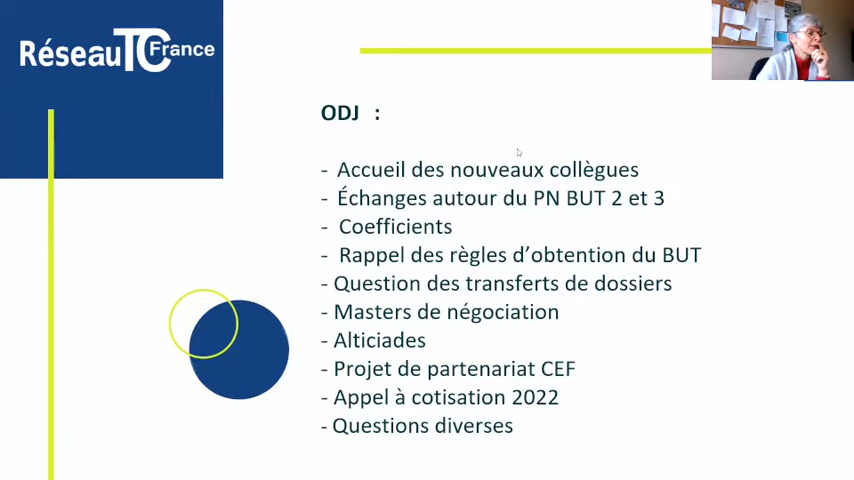 Réseau TC France
ODJ :
- Accueil des nouveaux collègues
- Échanges autour du PN BUT 2 et 3
- Coefficients
- Rappel des règles d’obtention du BUT
- Question des transferts de dossiers
- Masters de négociation
- Alticiades
- Projet de partenariat CEF
- Appel à cotisation 2022
- Questions diverses